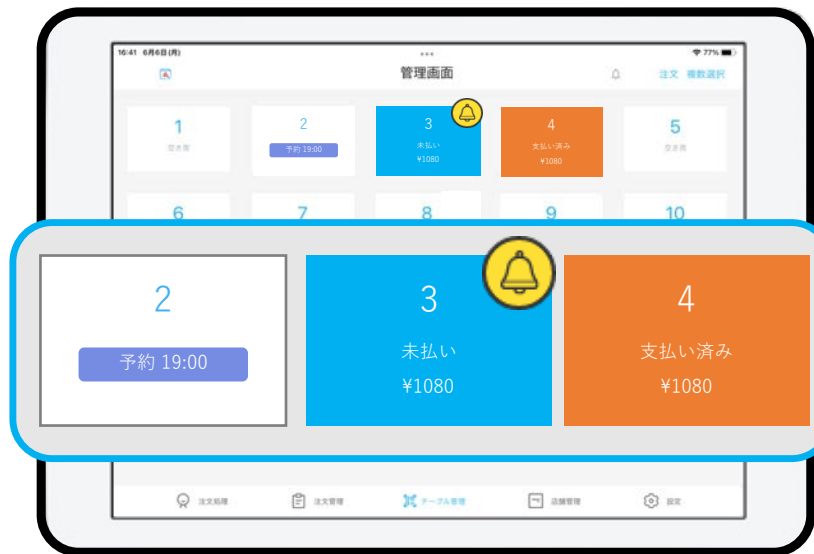 16:41 6月6日(月)
77%
管理画面
注文 複数選択
1
空き席
2
予約 19:00
3
未払い
¥1080
4
支払い済み
¥1080
5
空き席
6
7
8
9
10
2
予約 19:00
3
未払い
¥1080
4
支払い済み
¥1080
注文処理
注文管理
テーブル管理
店舗管理
設定